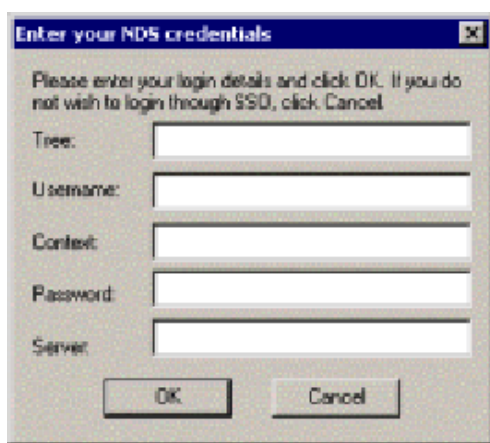 Enter your NDS credentials
Please enter your login details and click OK. If you do
not wish to login through SSO, click Cancel.
Tree:
Username:
Context:
Password:
Server:
OK
Cancel